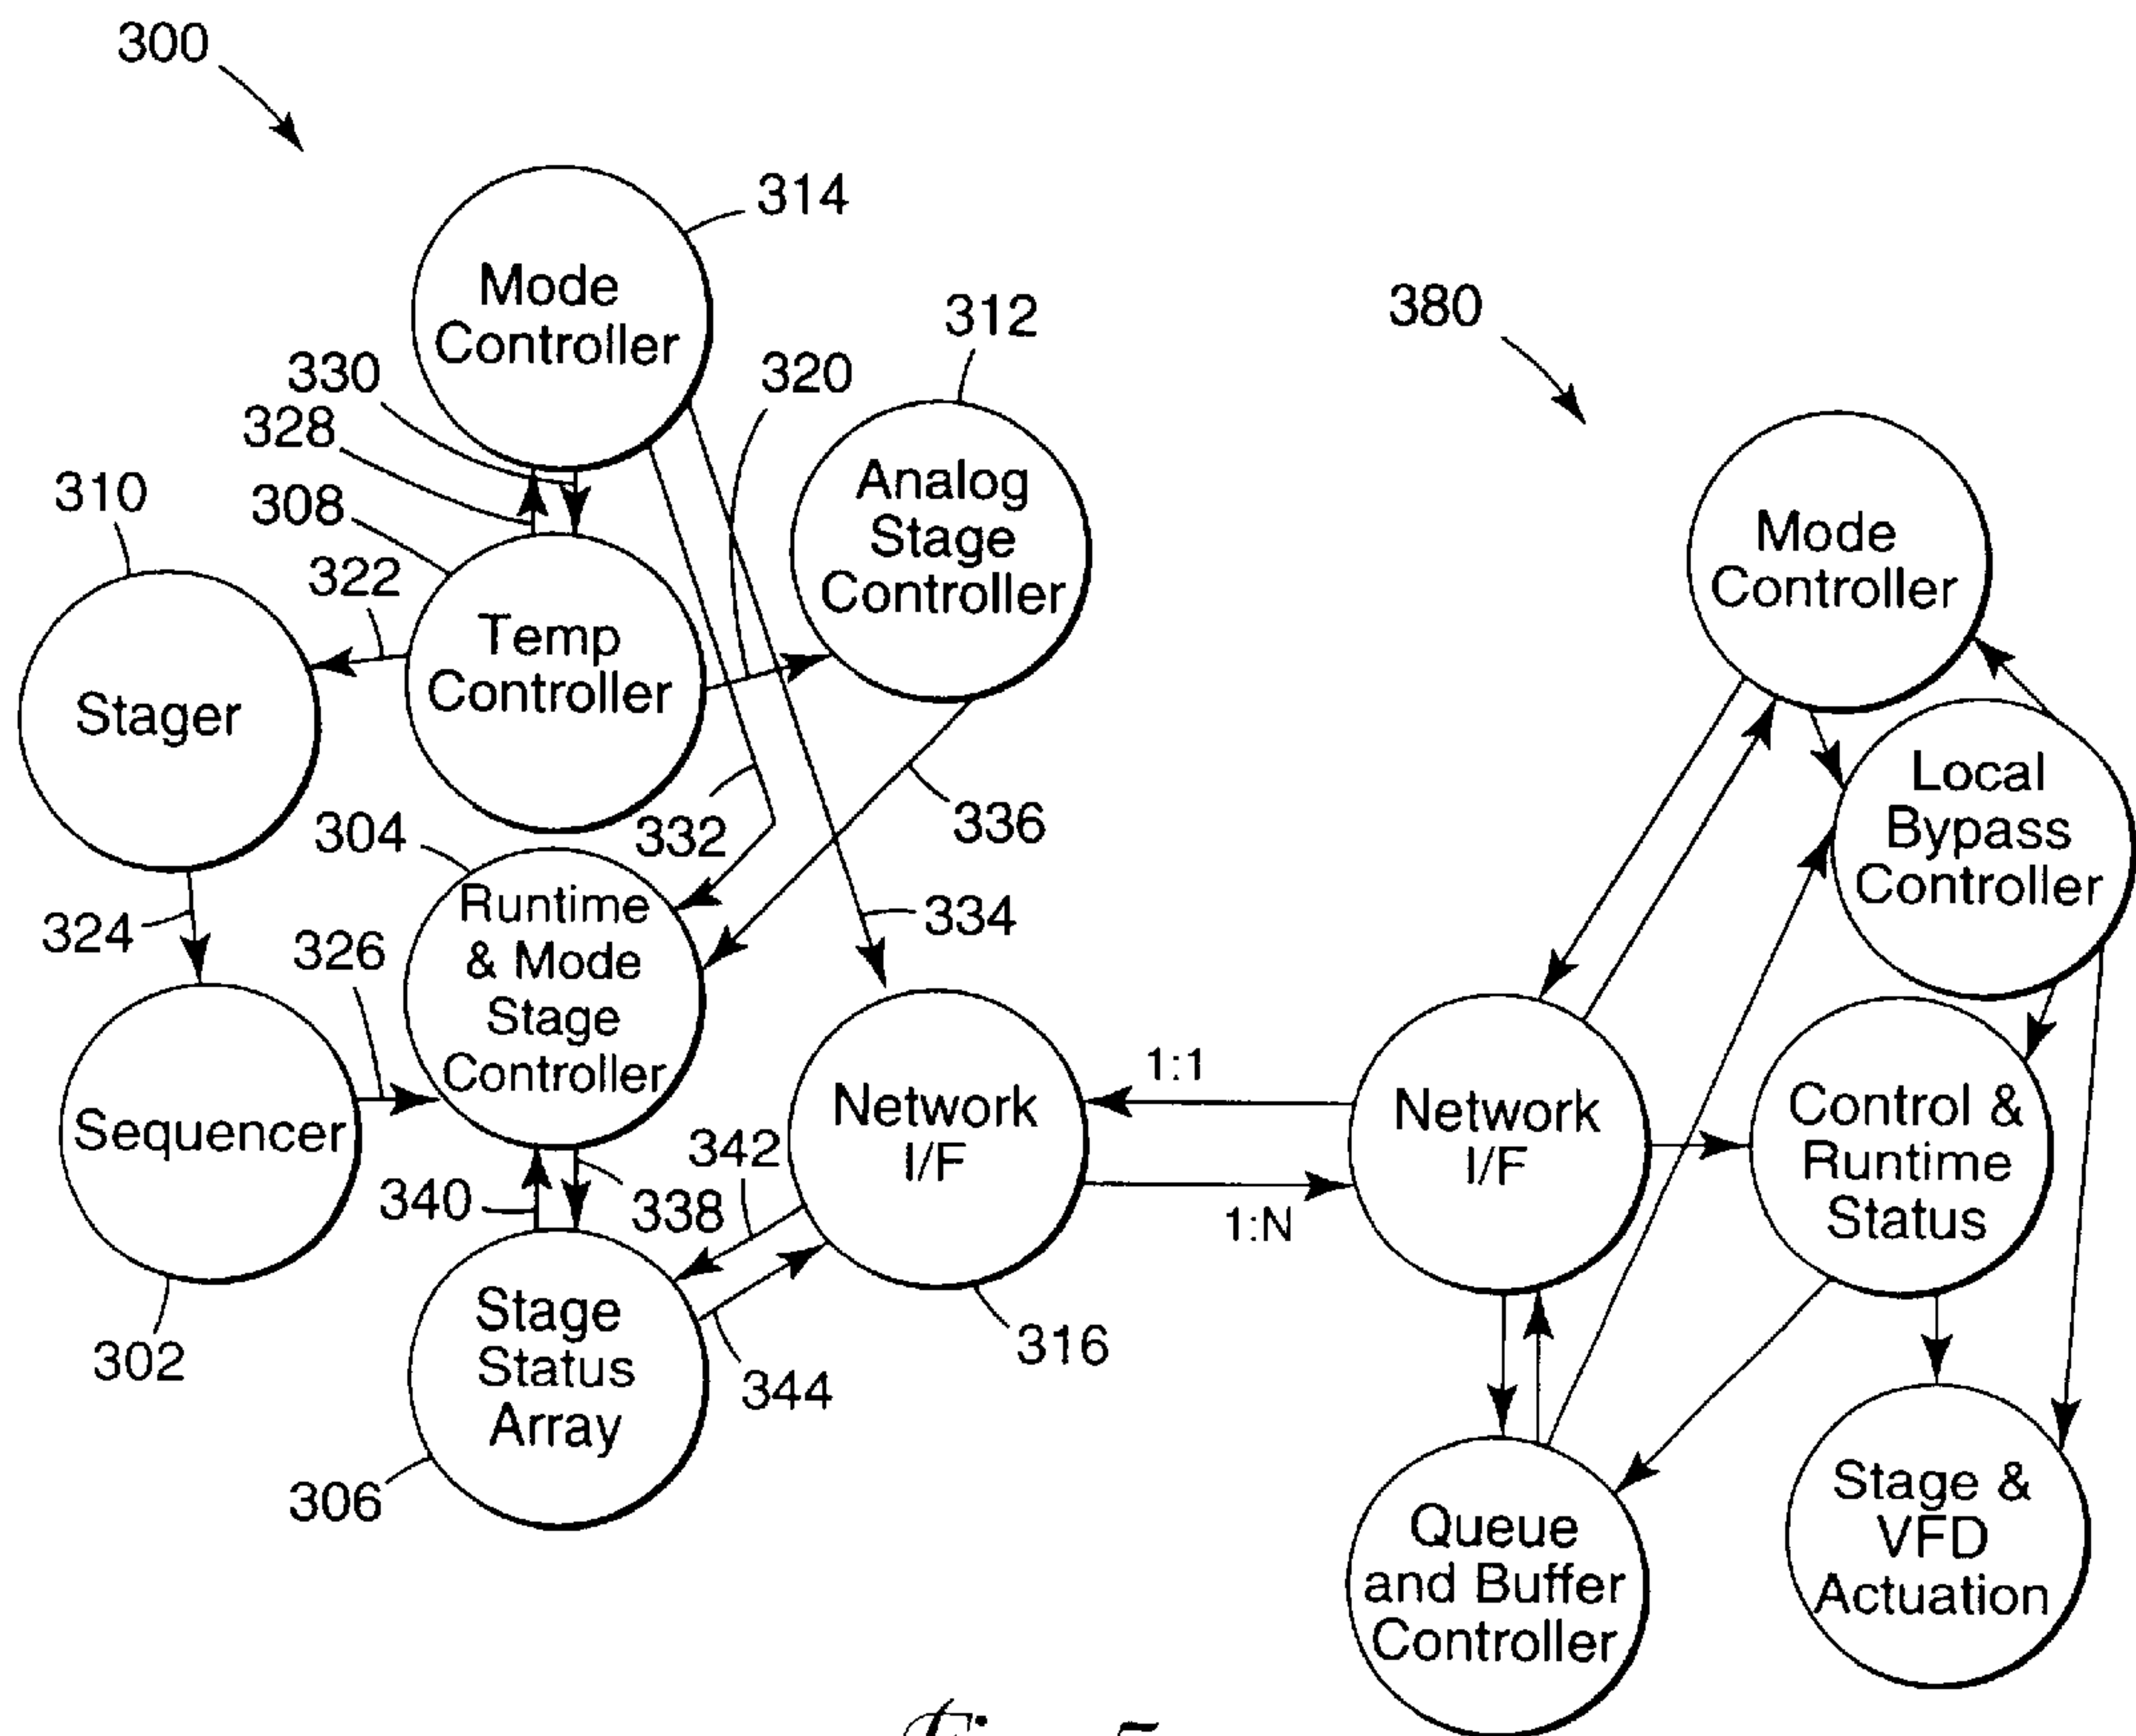 300
314
Mode
Controller
312
380
330
320
328
Analog
Stage
Controller
310
308
322
Mode
Controller
Temp
Controller
Stager
Local
Bypass
Controller
304
332
336
Runtime
& Mode
Stage
Controller
324
326
334
1:1
Network
I/F
Network
I/F
Control &
Runtime
Status
Sequencer
342
340
338
1:N
302
Stage
Status
Array
316
344
306
Queue
and Buffer
Controller
Stage &
VFD
Actuation